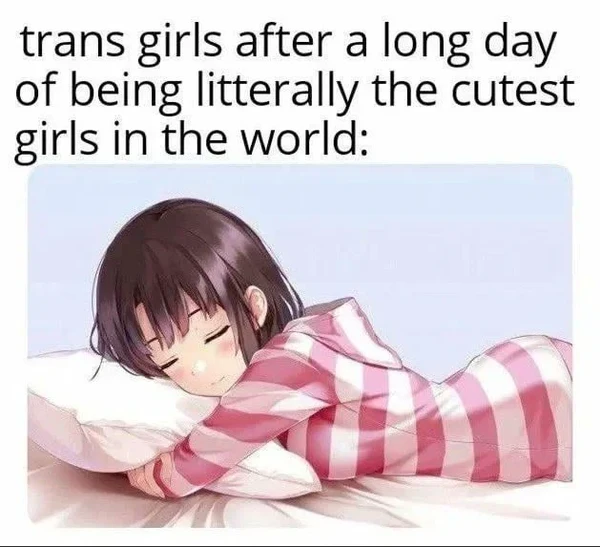 trans girls after a long day
of being litterally the cutest
girls in the world: